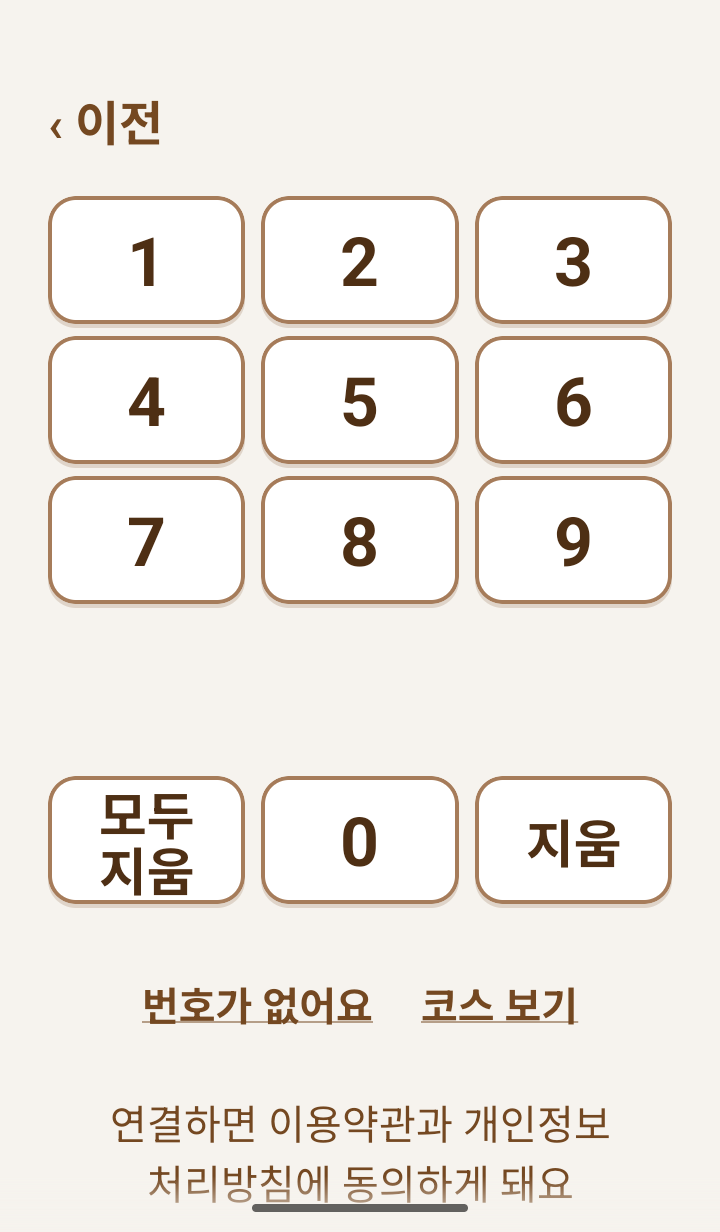 ‹ 이전
1 2 3
4 5 6
7 8 9
모두
지움
0
지움
번호가 없어요 코스 보기
연결하면 이용약관과 개인정보
처리방침에 동의하게 돼요